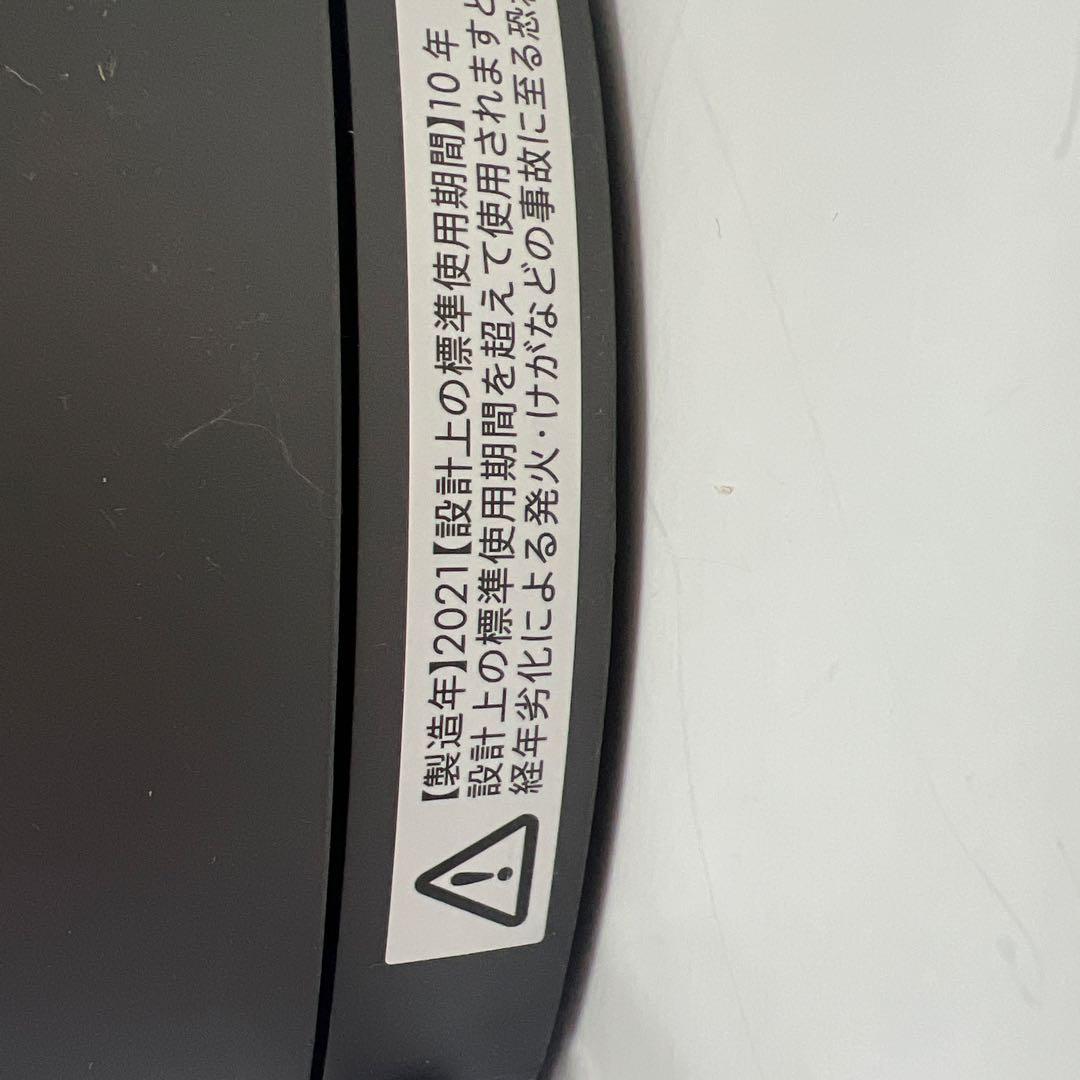 【製造年】2021【設計上の標準使用期間】10年
設計上の標準使用期間を超えて使用されますと
経年劣化による発火・けがなどの事故に至る恐